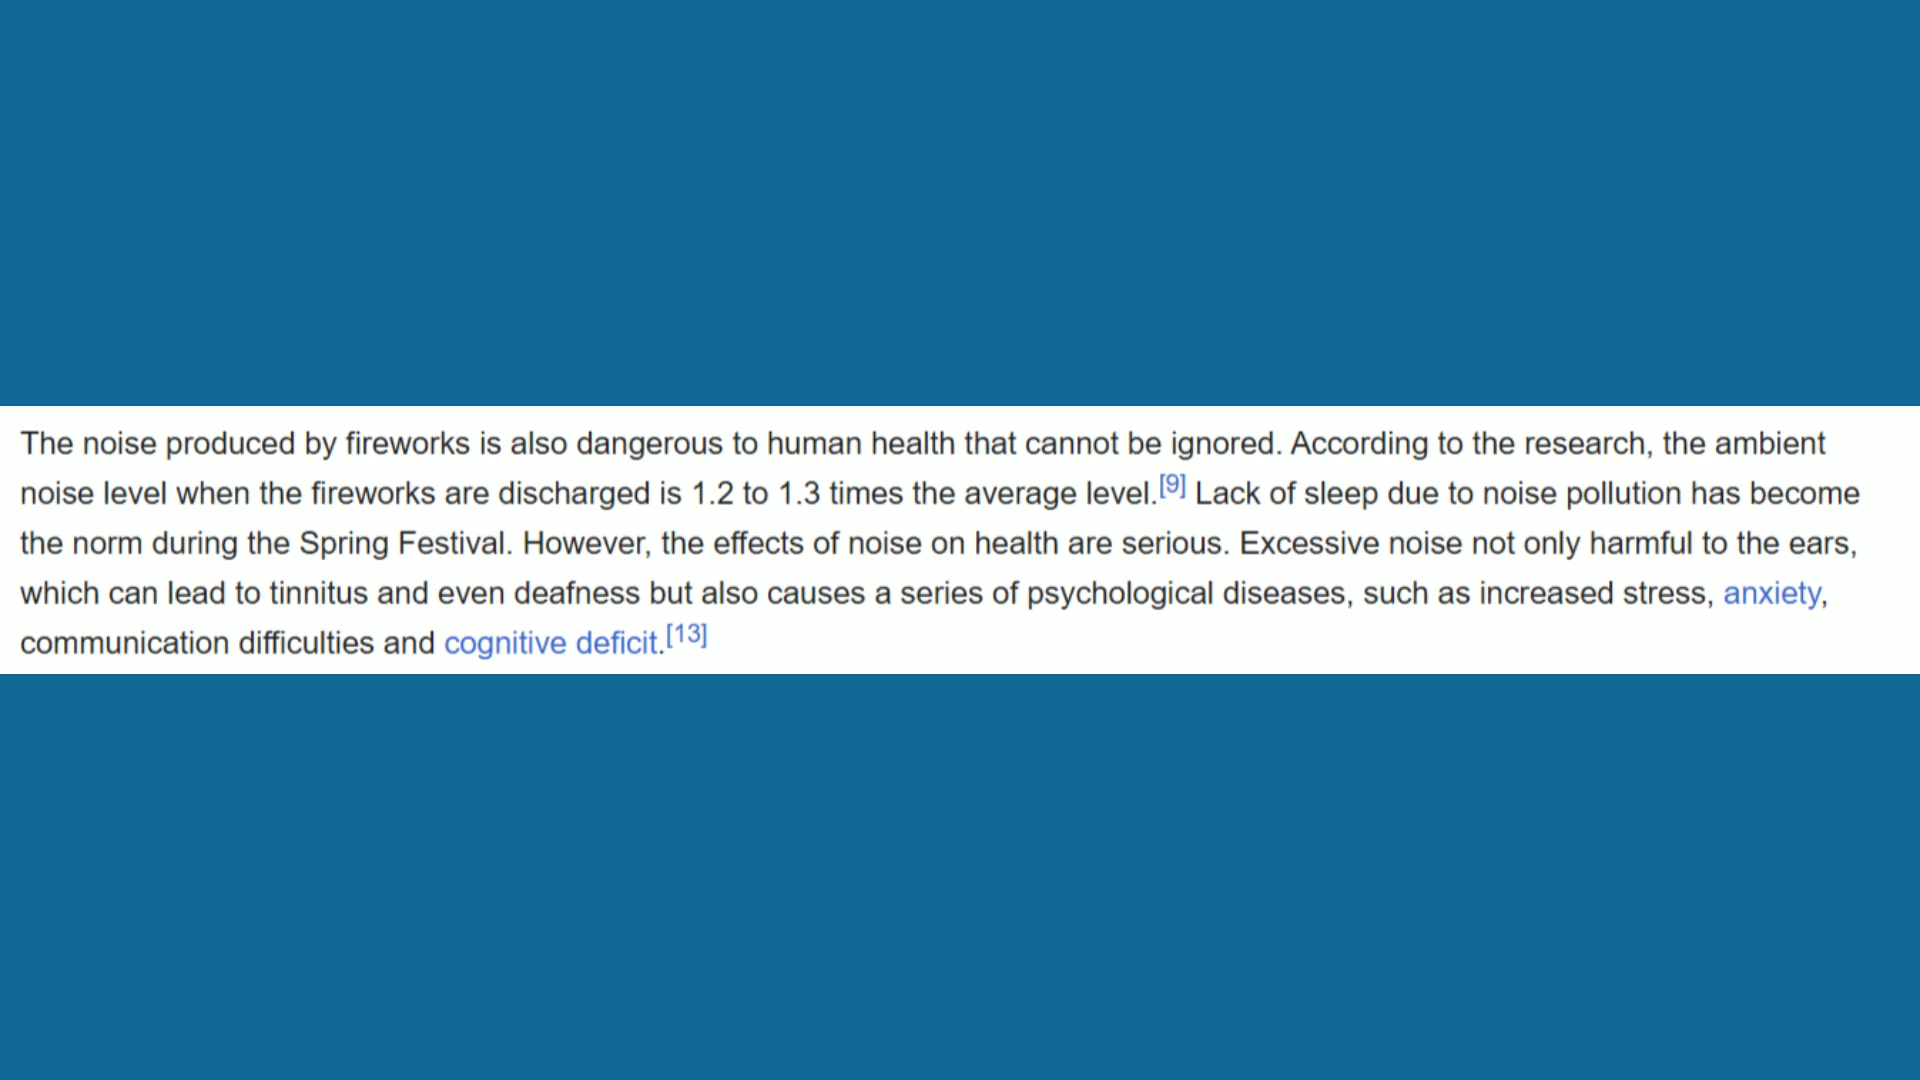 The noise produced by fireworks is also dangerous to human health that cannot be ignored. According to the research, the ambient
noise level when the fireworks are discharged is 1.2 to 1.3 times the average level.[9] Lack of sleep due to noise pollution has become
the norm during the Spring Festival. However, the effects of noise on health are serious. Excessive noise not only harmful to the ears,
which can lead to tinnitus and even deafness but also causes a series of psychological diseases, such as increased stress, anxiety,
communication difficulties and cognitive deficit.[13]